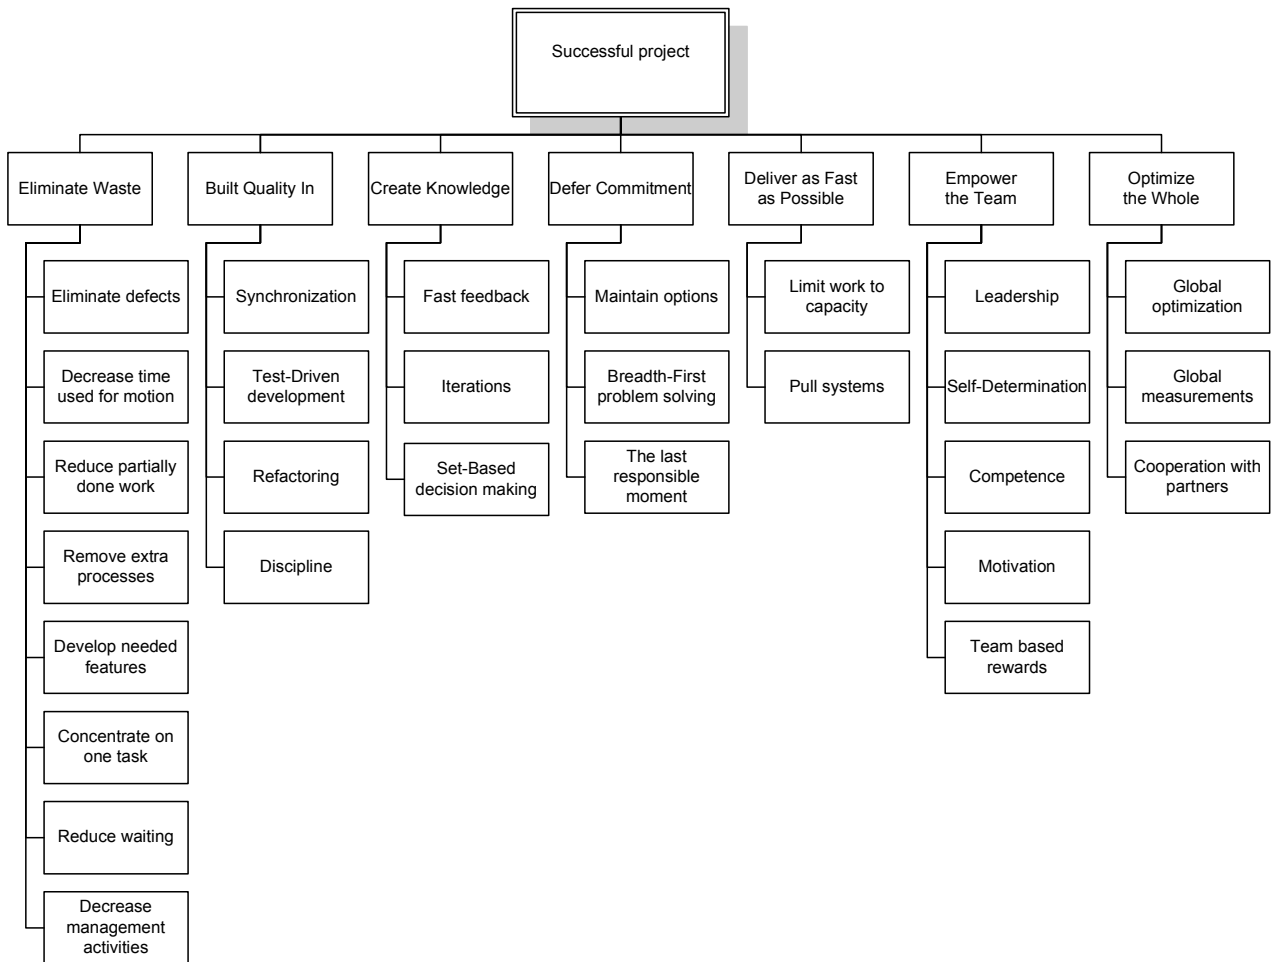 Successful project
Eliminate Waste
Built Quality In
Create Knowledge
Defer Commitment
Deliver as Fast
as Possible
Empower
the Team
Optimize
the Whole
Eliminate defects
Decrease time
used for motion
Reduce partially
done work
Remove extra
processes
Develop needed
features
Concentrate on
one task
Reduce waiting
Decrease
management
activities
Synchronization
Test-Driven
development
Refactoring
Discipline
Fast feedback
Iterations
Set-Based
decision making
Maintain options
Breadth-First
problem solving
The last
responsible
moment
Limit work to
capacity
Pull systems
Leadership
Self-Determination
Competence
Motivation
Team based
rewards
Global
optimization
Global
measurements
Cooperation with
partners